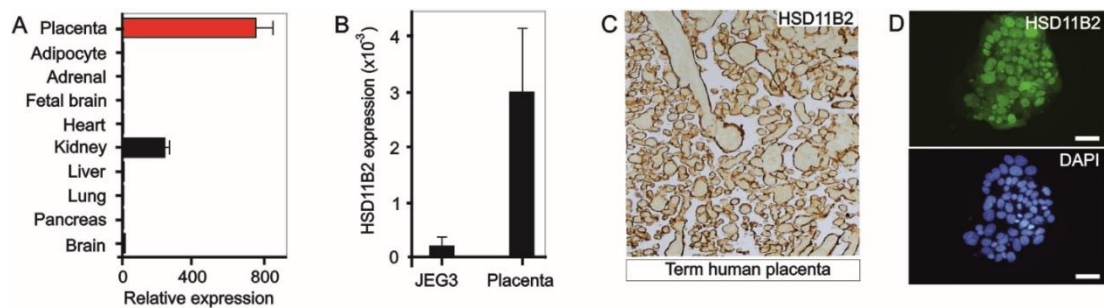 A
Placenta
Adipocyte
Adrenal
Fetal brain
Heart
Kidney
Liver
Lung
Pancreas
Brain
0 400 800
Relative expression
B
HSD11B2 expression (x10⁻³)
4
3
2
1
0
JEG3 Placenta
C
HSD11B2
Term human placenta
D
HSD11B2
DAPI